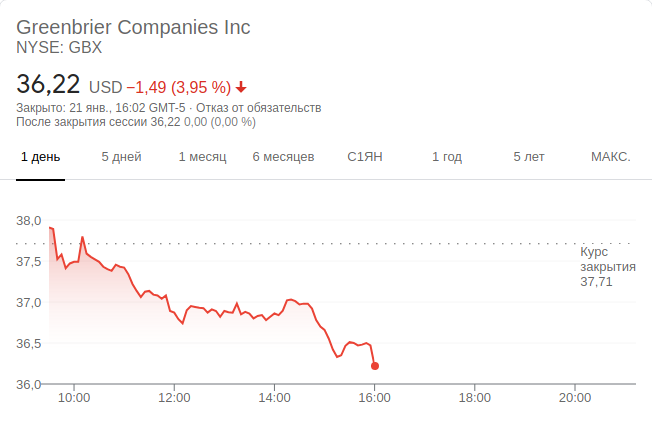 Greenbrier Companies Inc
NYSE: GBX
36,22 USD −1,49 (3,95 %)
Закрыто: 21 янв., 16:02 GMT-5 · Отказ от обязательств
После закрытия сессии 36,22 0,00 (0,00 %)
1 день 5 дней 1 месяц 6 месяцев С1ЯН 1 год 5 лет МАКС.
38,0
Курс
закрытия
37,71
37,5
37,0
36,5
36,0
10:00 12:00 14:00 16:00 18:00 20:00